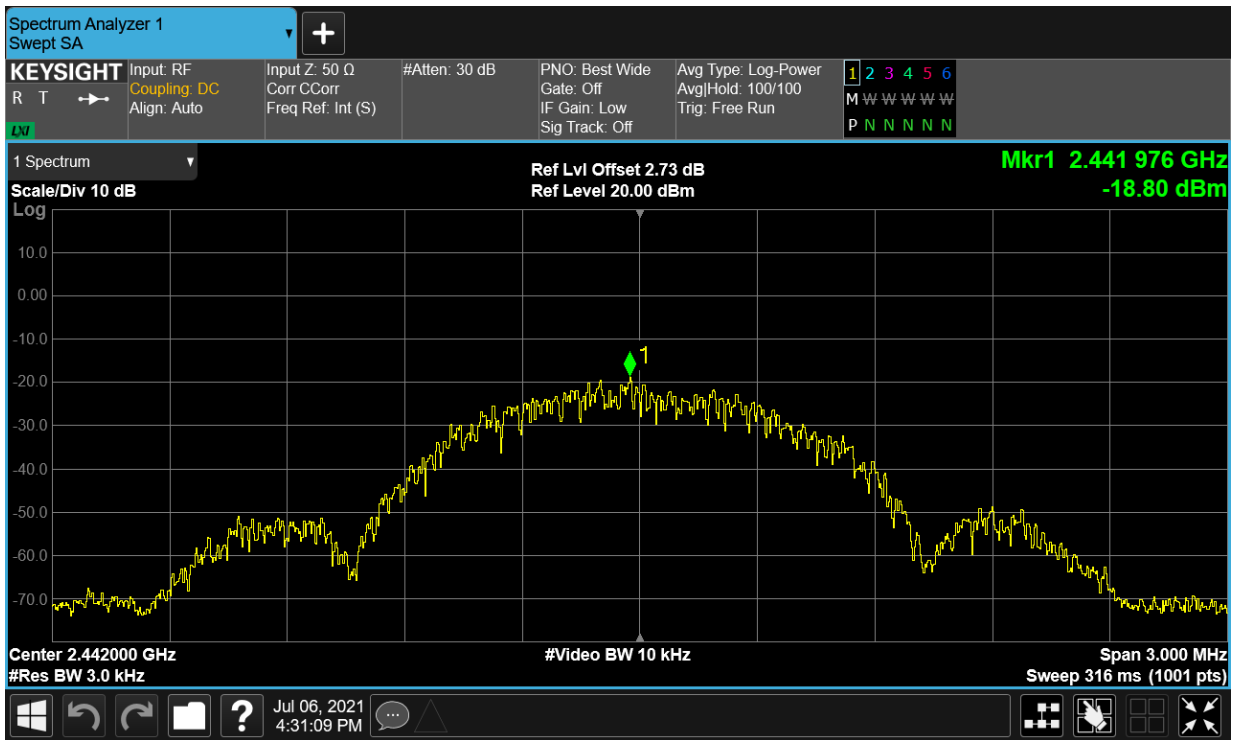 Spectrum Analyzer 1
Swept SA
KEYSIGHT
R T
LXI
Input: RF
Coupling: DC
Align: Auto
Input Z: 50 Ω
Corr CCorr
Freq Ref: Int (S)
#Atten: 30 dB
PNO: Best Wide
Gate: Off
IF Gain: Low
Sig Track: Off
Avg Type: Log-Power
Avg|Hold: 100/100
Trig: Free Run
1 2 3 4 5 6
M W W W W W
P N N N N N
1 Spectrum
Scale/Div 10 dB
Log
Ref Lvl Offset 2.73 dB
Ref Level 20.00 dBm
Mkr1 2.441 976 GHz
-18.80 dBm
10.0
0.00
-10.0
1
-20.0
-30.0
-40.0
-50.0
-60.0
-70.0
Center 2.442000 GHz
#Video BW 10 kHz
Span 3.000 MHz
#Res BW 3.0 kHz
Sweep 316 ms (1001 pts)
?
Jul 06, 2021
4:31:09 PM